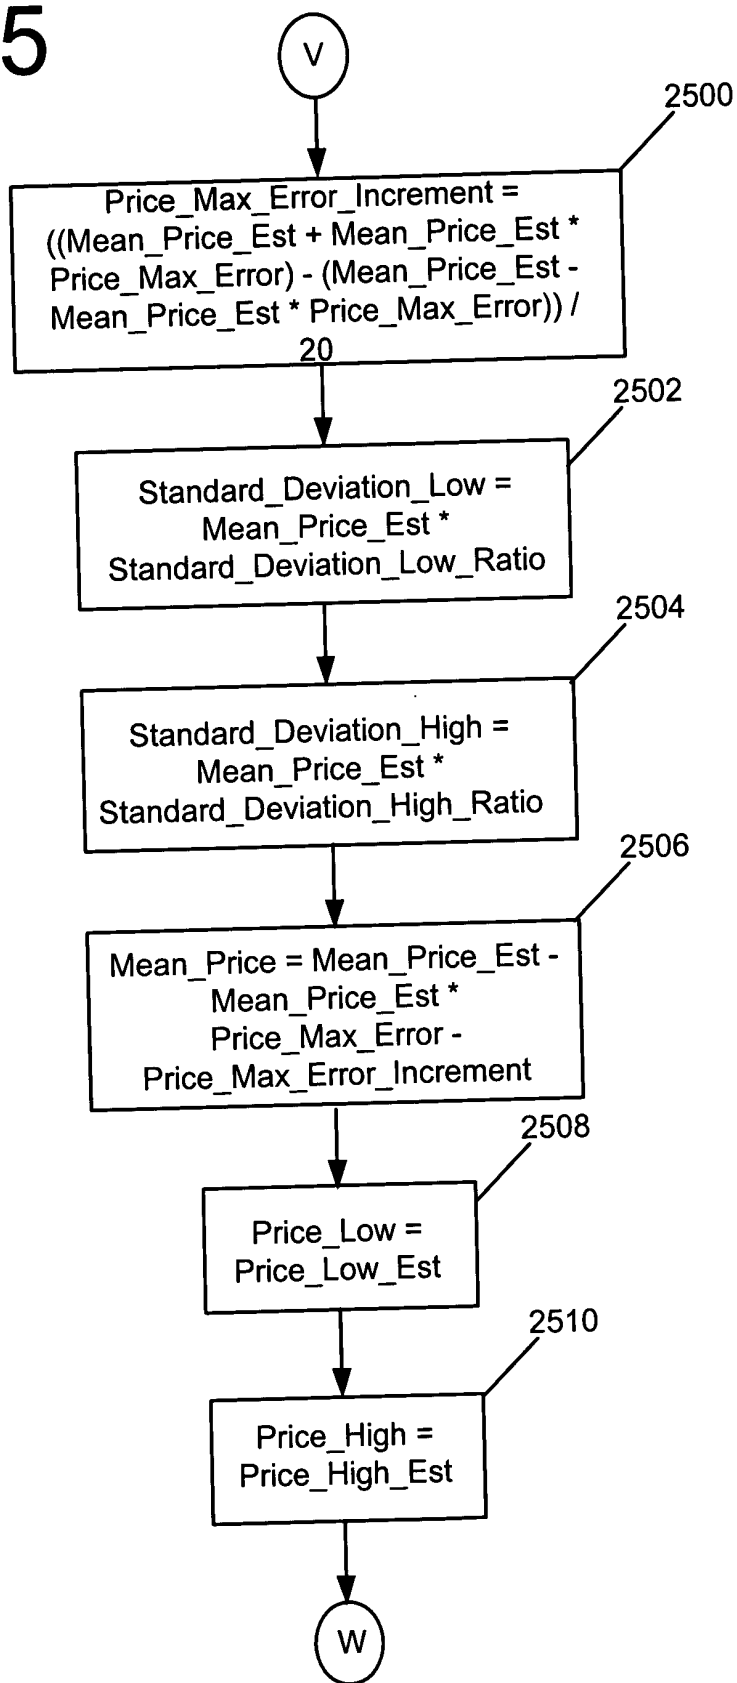 5
V
2500
Price_Max_Error_Increment =
((Mean_Price_Est + Mean_Price_Est *
Price_Max_Error) - (Mean_Price_Est -
Mean_Price_Est * Price_Max_Error)) /
20
2502
Standard_Deviation_Low =
Mean_Price_Est *
Standard_Deviation_Low_Ratio
2504
Standard_Deviation_High =
Mean_Price_Est *
Standard_Deviation_High_Ratio
2506
Mean_Price = Mean_Price_Est -
Mean_Price_Est *
Price_Max_Error -
Price_Max_Error_Increment
2508
Price_Low =
Price_Low_Est
2510
Price_High =
Price_High_Est
W